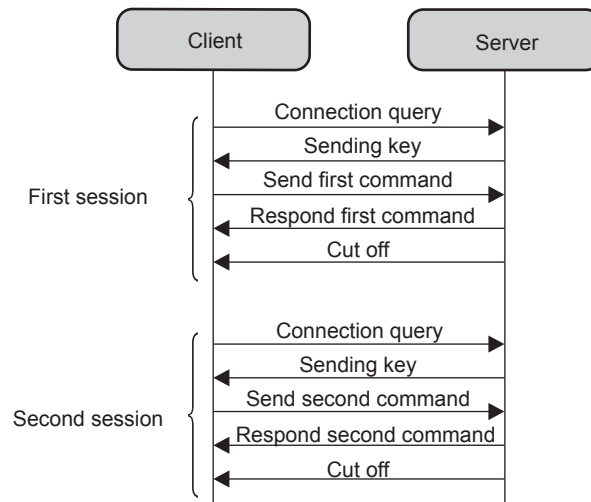 Client
Server
Connection query
Sending key
Send first command
First session
Respond first command
Cut off
Connection query
Sending key
Send second command
Second session
Respond second command
Cut off